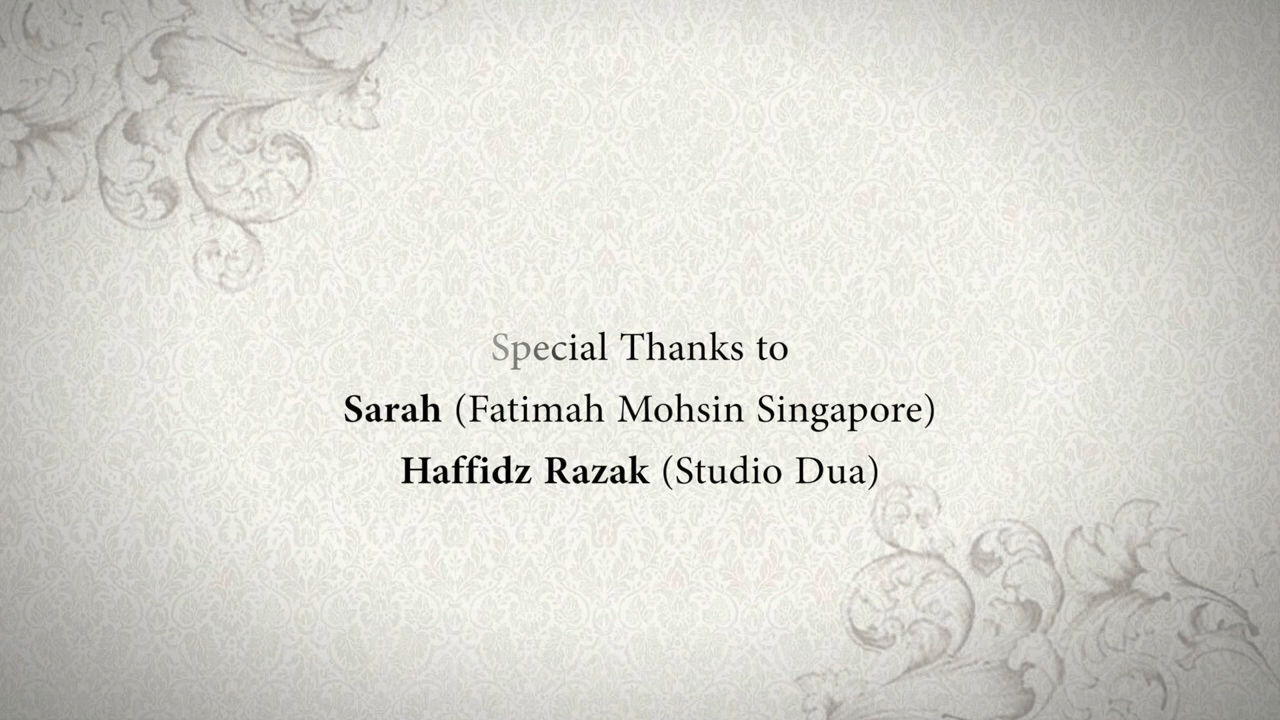 Special Thanks to
Sarah (Fatimah Mohsin Singapore)
Haffidz Razak (Studio Dua)